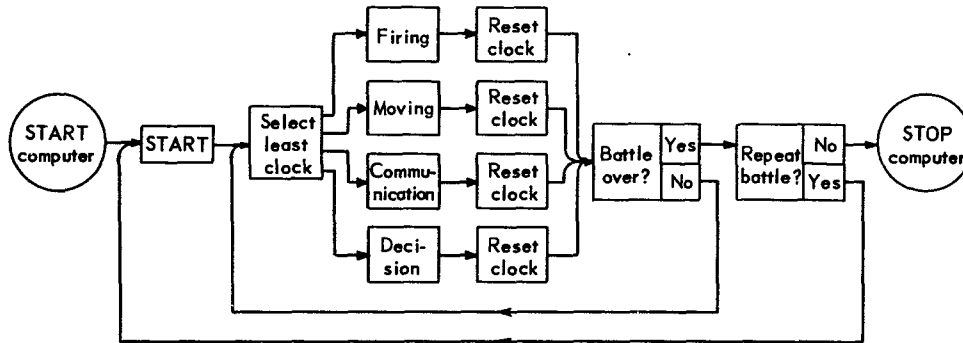 START
computer
START
Select
least
clock
Firing
Reset
clock
Moving
Reset
clock
Commu-
nication
Reset
clock
Deci-
sion
Reset
clock
Battle
over?
Yes
No
Repeat
battle?
No
Yes
STOP
computer